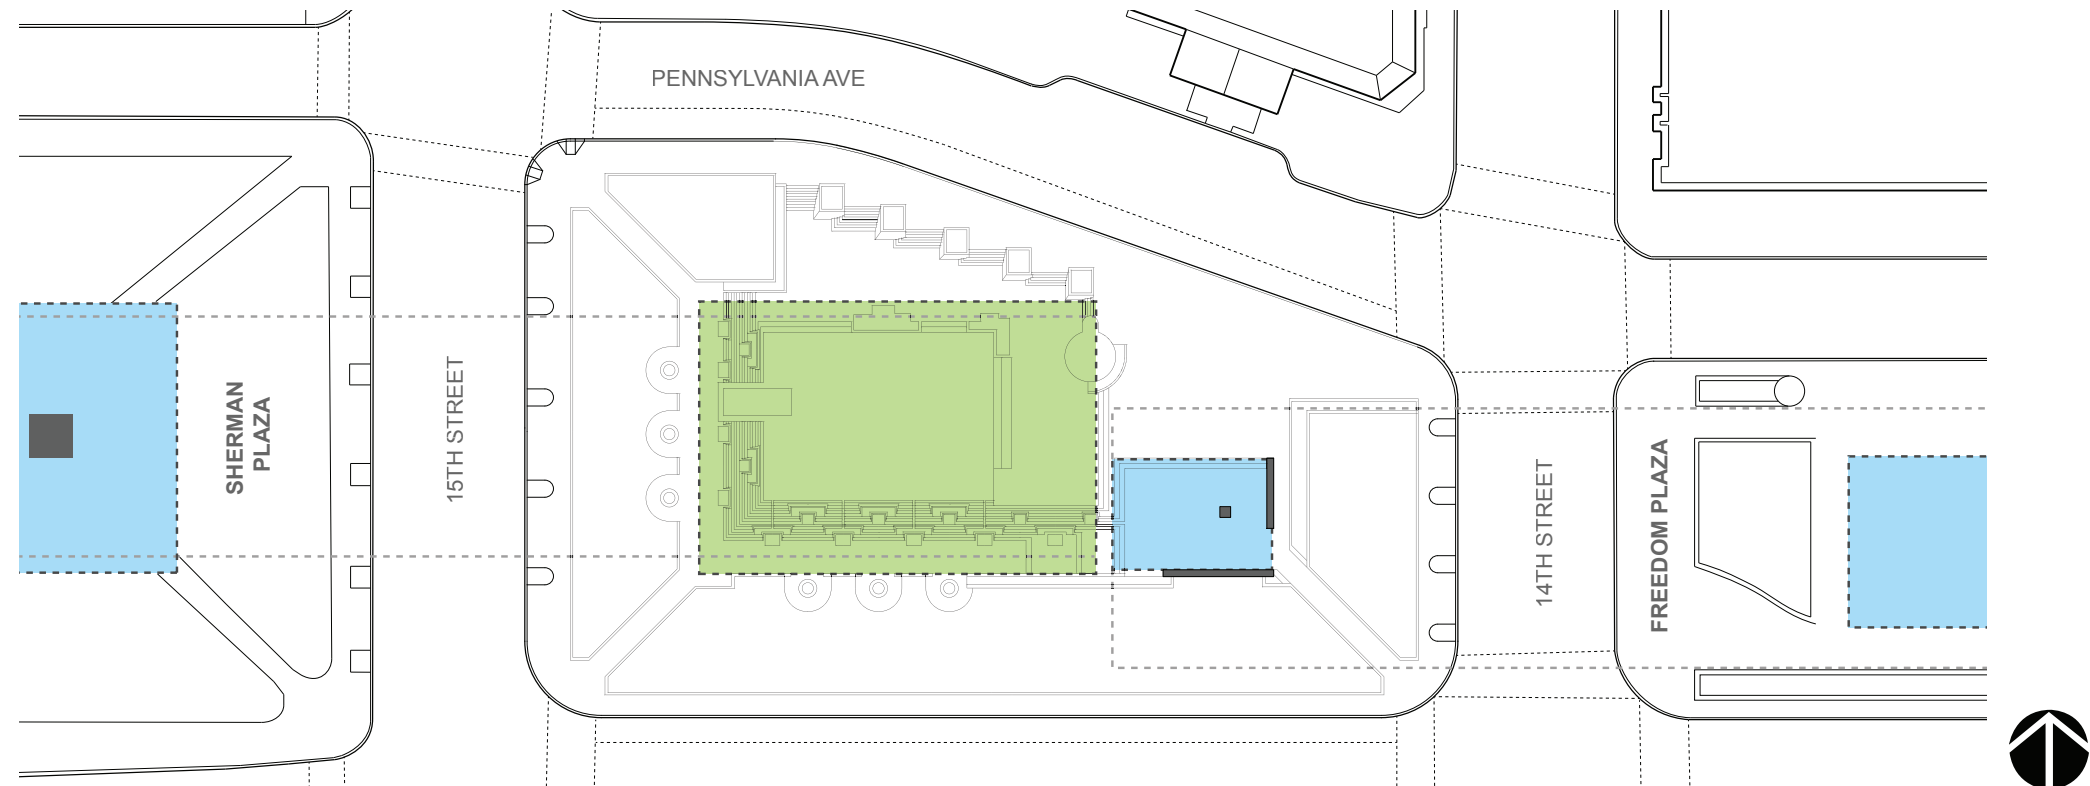 PENNSYLVANIA AVE
SHERMAN
PLAZA
15TH STREET
14TH STREET
FREEDOM PLAZA